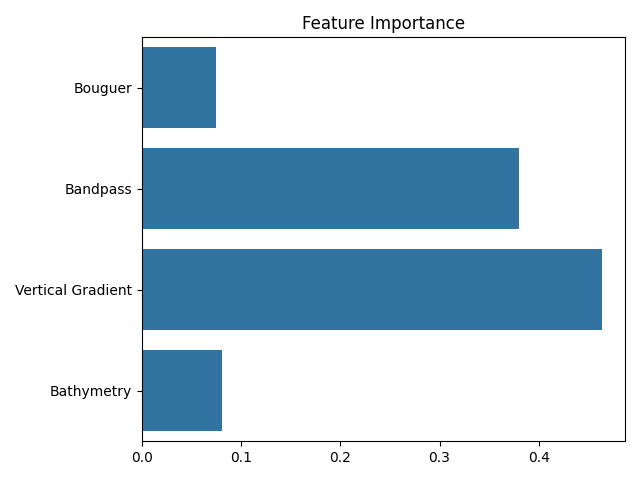 Feature Importance
Bouguer
Bandpass
Vertical Gradient
Bathymetry
0.0 0.1 0.2 0.3 0.4